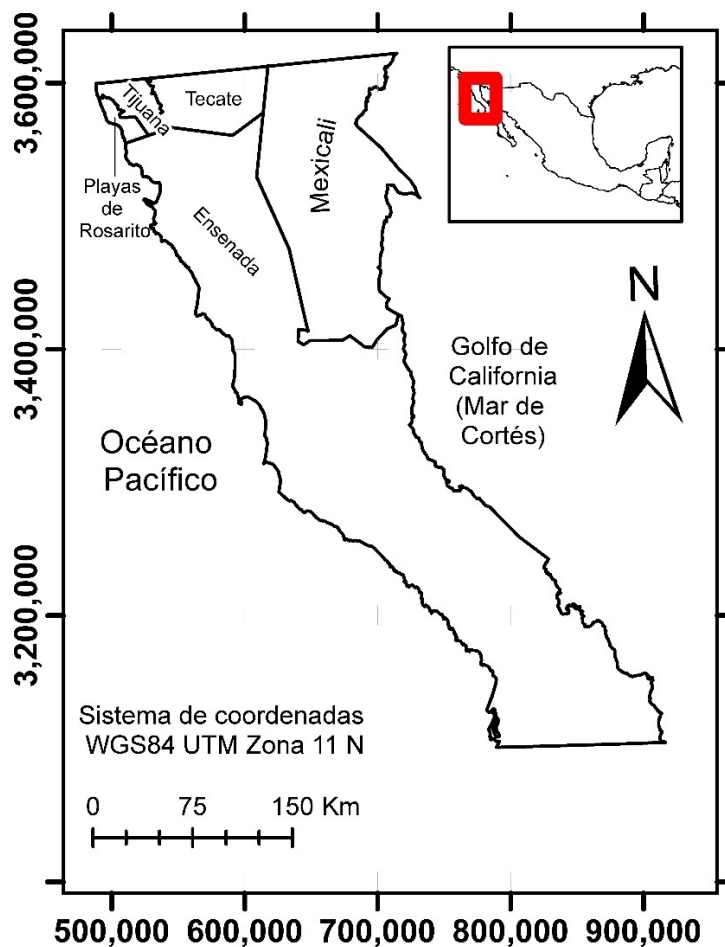 3,600,000
3,400,000
3,200,000
Tijuana
Tecate
Mexicali
Playas
de
Rosarito
Ensenada
N
Golfo de
California
(Mar de
Cortés)
Océano
Pacífico
Sistema de coordenadas
WGS84 UTM Zona 11 N
0 75 150 Km
500,000 600,000 700,000 800,000 900,000